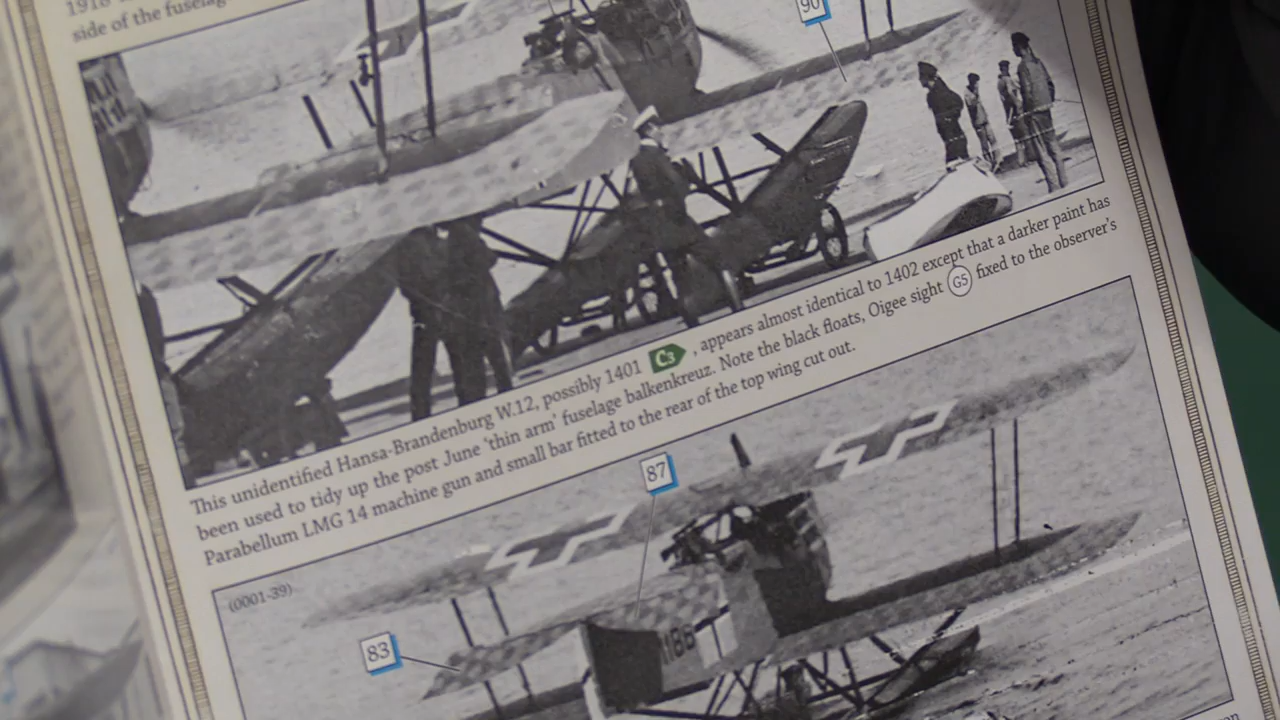 1918
side of the fuselag
90
This unidentified Hansa-Brandenburg W.12, possibly 1401 C3 , appears almost identical to 1402 except that a darker paint has
been used to tidy up the post June 'thin arm' fuselage balkenkreuz. Note the black floats, Oigee sight G5 fixed to the observer's
Parabellum LMG 14 machine gun and small bar fitted to the rear of the top wing cut out.
87
(0001-39)
83